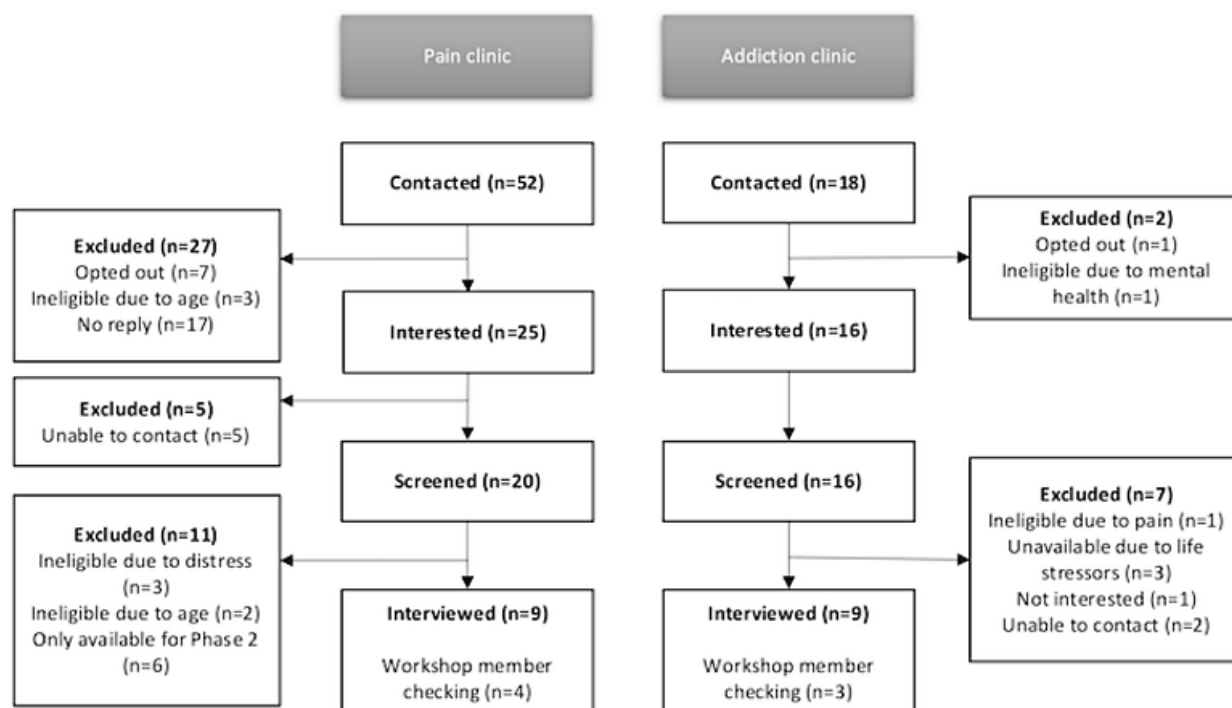 Pain clinic
Addiction clinic
Contacted (n=52)
Contacted (n=18)
Excluded (n=27)
Opted out (n=7)
Ineligible due to age (n=3)
No reply (n=17)
Excluded (n=2)
Opted out (n=1)
Ineligible due to mental
health (n=1)
Interested (n=25)
Interested (n=16)
Excluded (n=5)
Unable to contact (n=5)
Screened (n=20)
Screened (n=16)
Excluded (n=11)
Ineligible due to distress
(n=3)
Ineligible due to age (n=2)
Only available for Phase 2
(n=6)
Excluded (n=7)
Ineligible due to pain (n=1)
Unavailable due to life
stressors (n=3)
Not interested (n=1)
Unable to contact (n=2)
Interviewed (n=9)
Workshop member
checking (n=4)
Interviewed (n=9)
Workshop member
checking (n=3)